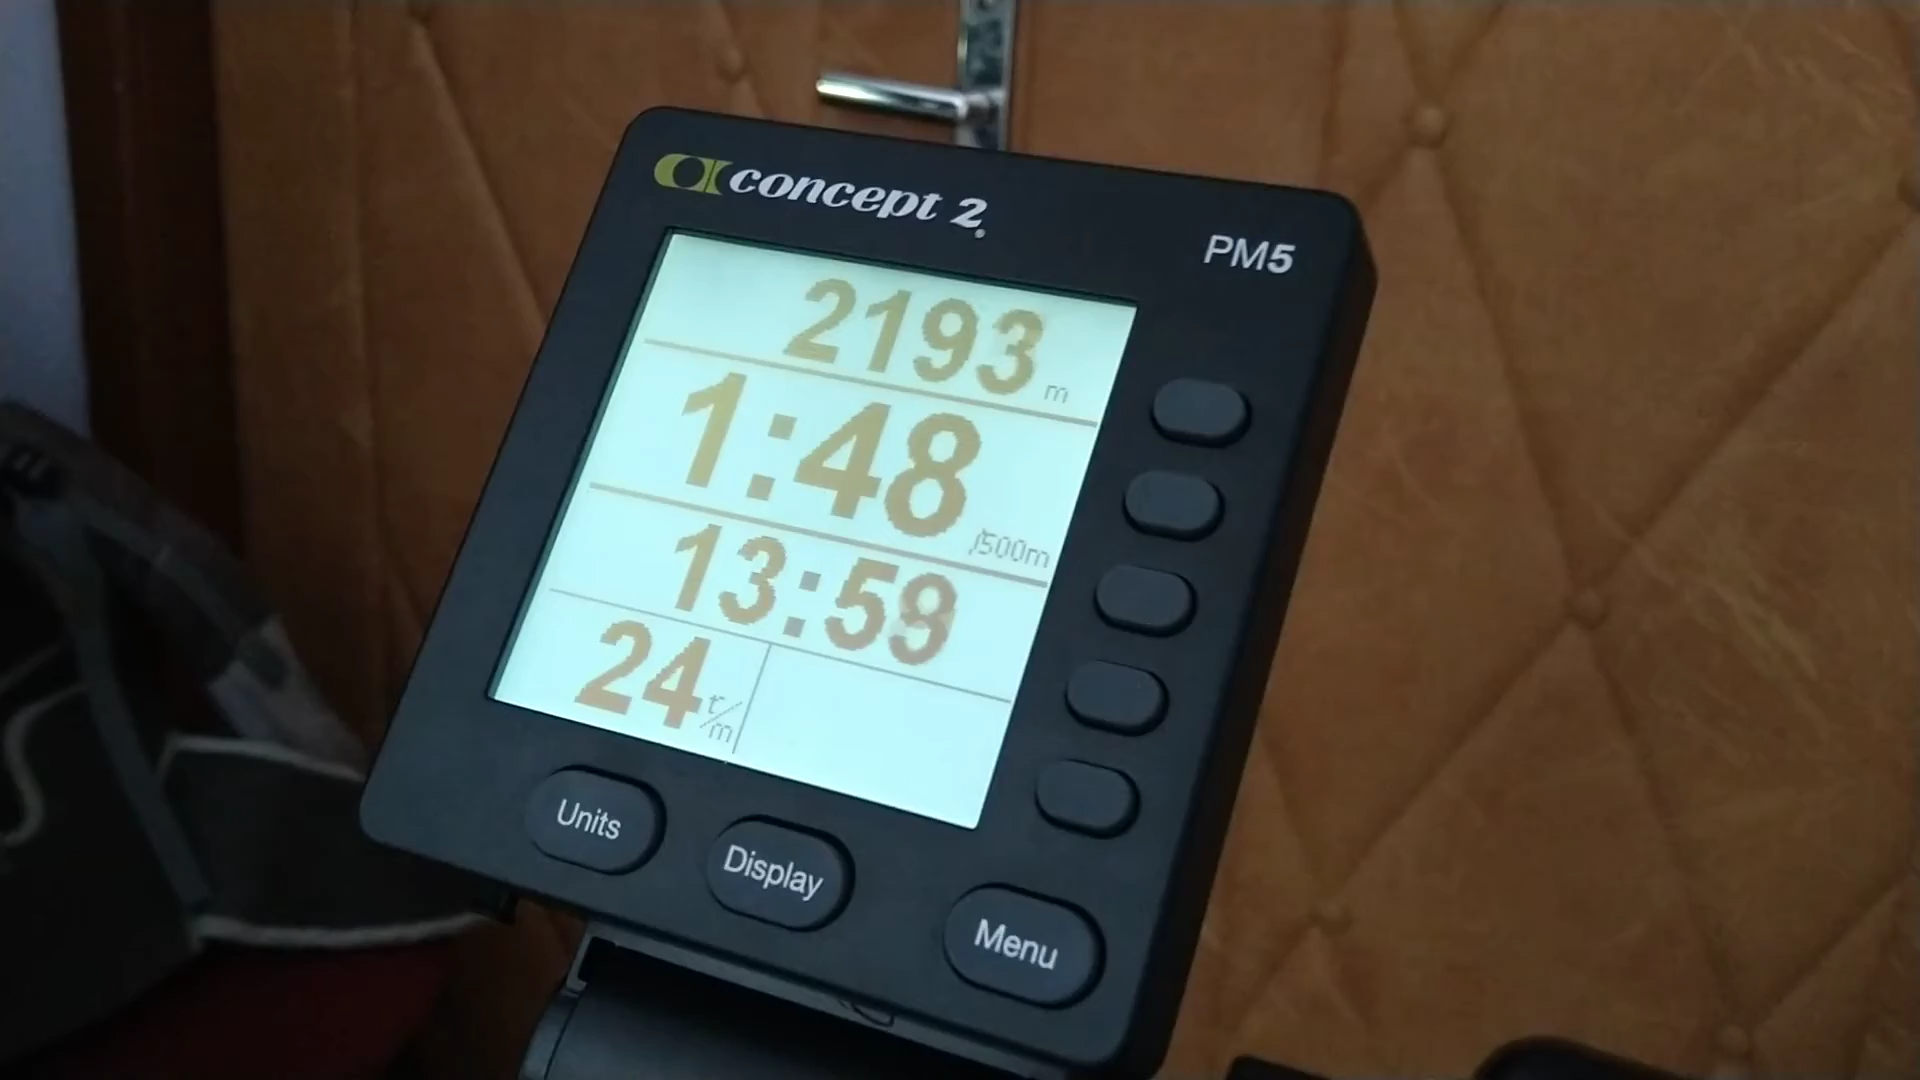 concept 2
PM5
2193 m
1:48 /500m
13:59
24 t/m
Units
Display
Menu